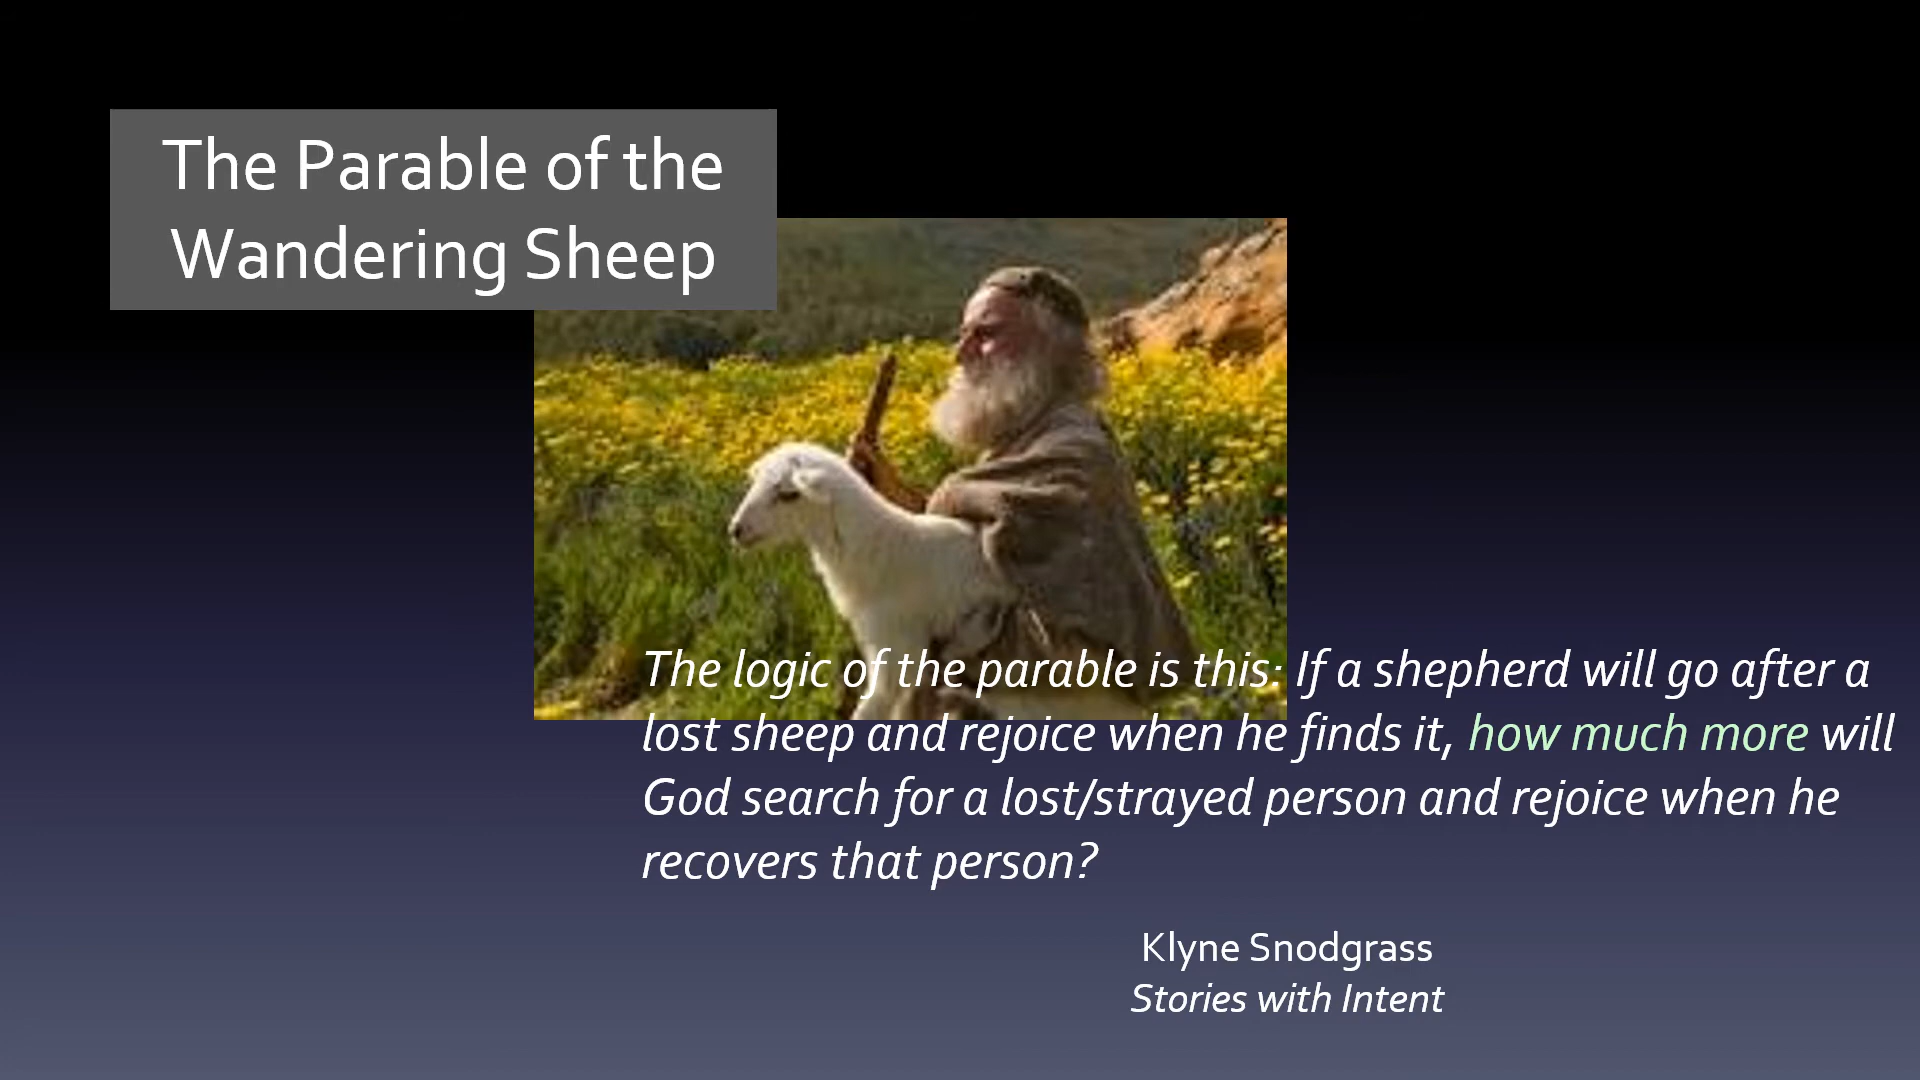 The Parable of the
Wandering Sheep
The logic of the parable is this: If a shepherd will go after a
lost sheep and rejoice when he finds it, how much more will
God search for a lost/strayed person and rejoice when he
recovers that person?
Klyne Snodgrass
Stories with Intent